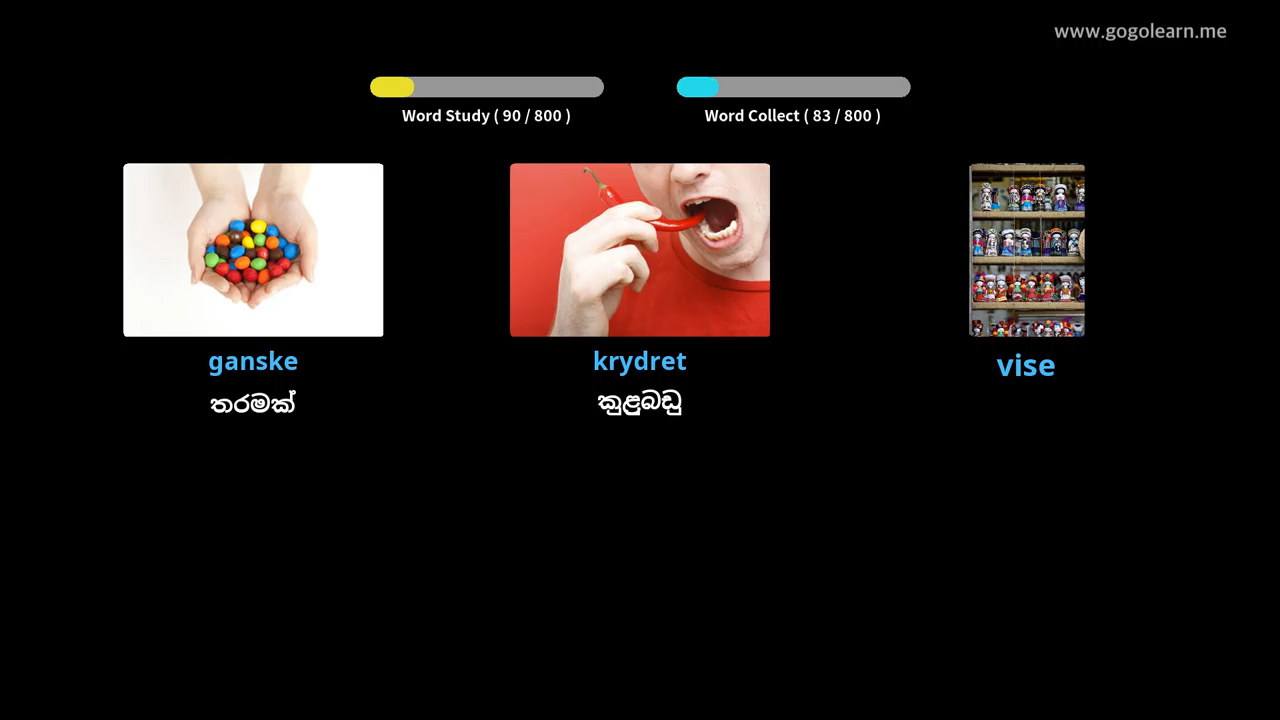 www.gogolearn.me
Word Study ( 90 / 800 )
Word Collect ( 83 / 800 )
ganske
krydret
vise
තරමක්
කුළුබඩු